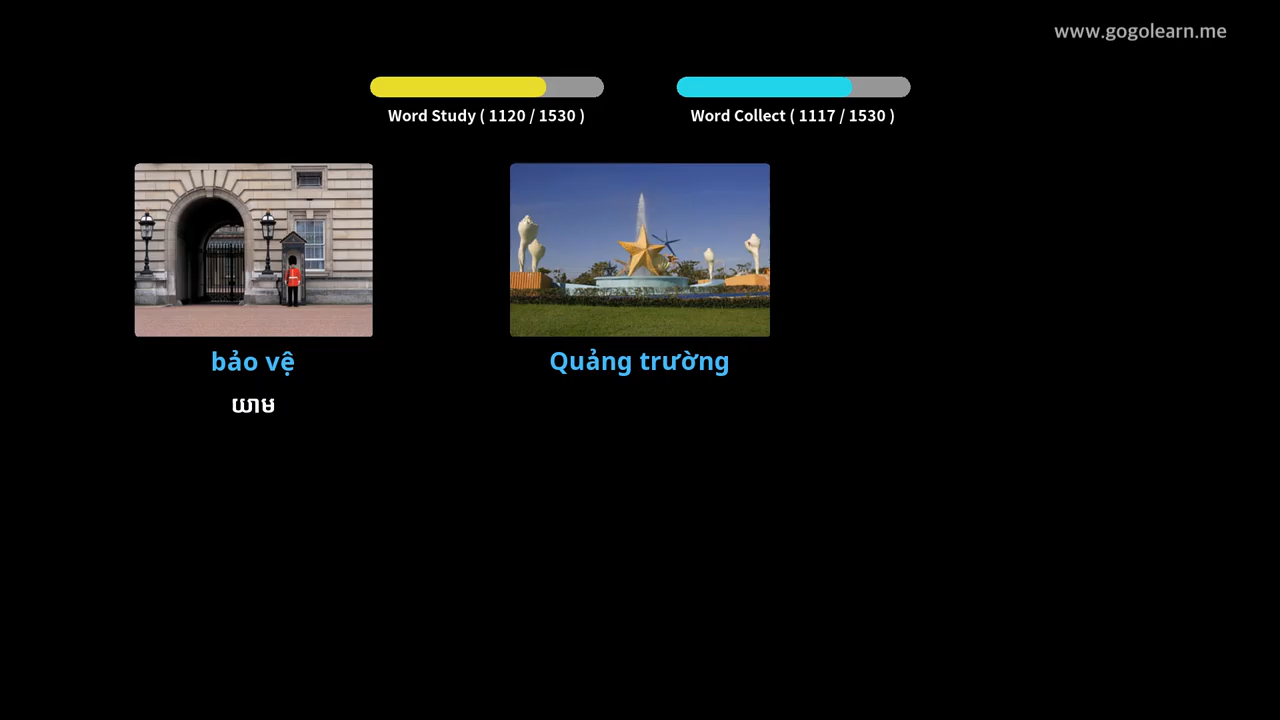 www.gogolearn.me
Word Study ( 1120 / 1530 )
Word Collect ( 1117 / 1530 )
bảo vệ
យាម
Quảng trường